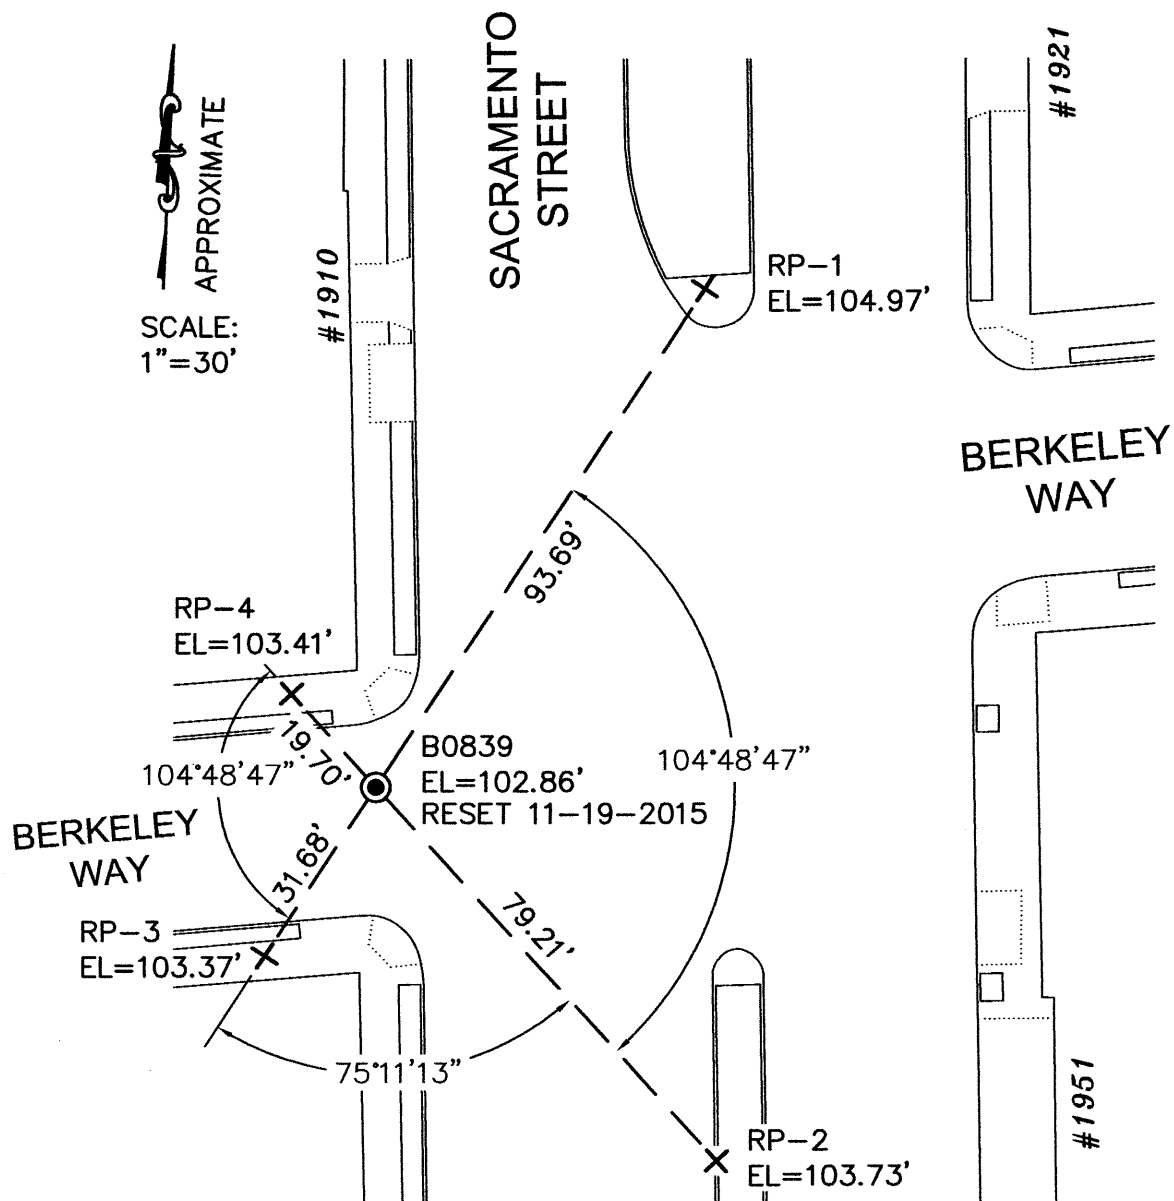 SACRAMENTO
STREET
#1921
APPROXIMATE
SCALE:
1"=30'
#1910
RP-1
EL=104.97'
BERKELEY
WAY
93.69'
RP-4
EL=103.41'
19.70'
104°48'47"
B0839
EL=102.86'
RESET 11-19-2015
104°48'47"
BERKELEY
WAY
31.68'
79.21'
RP-3
EL=103.37'
75°11'13"
#1951
RP-2
EL=103.73'